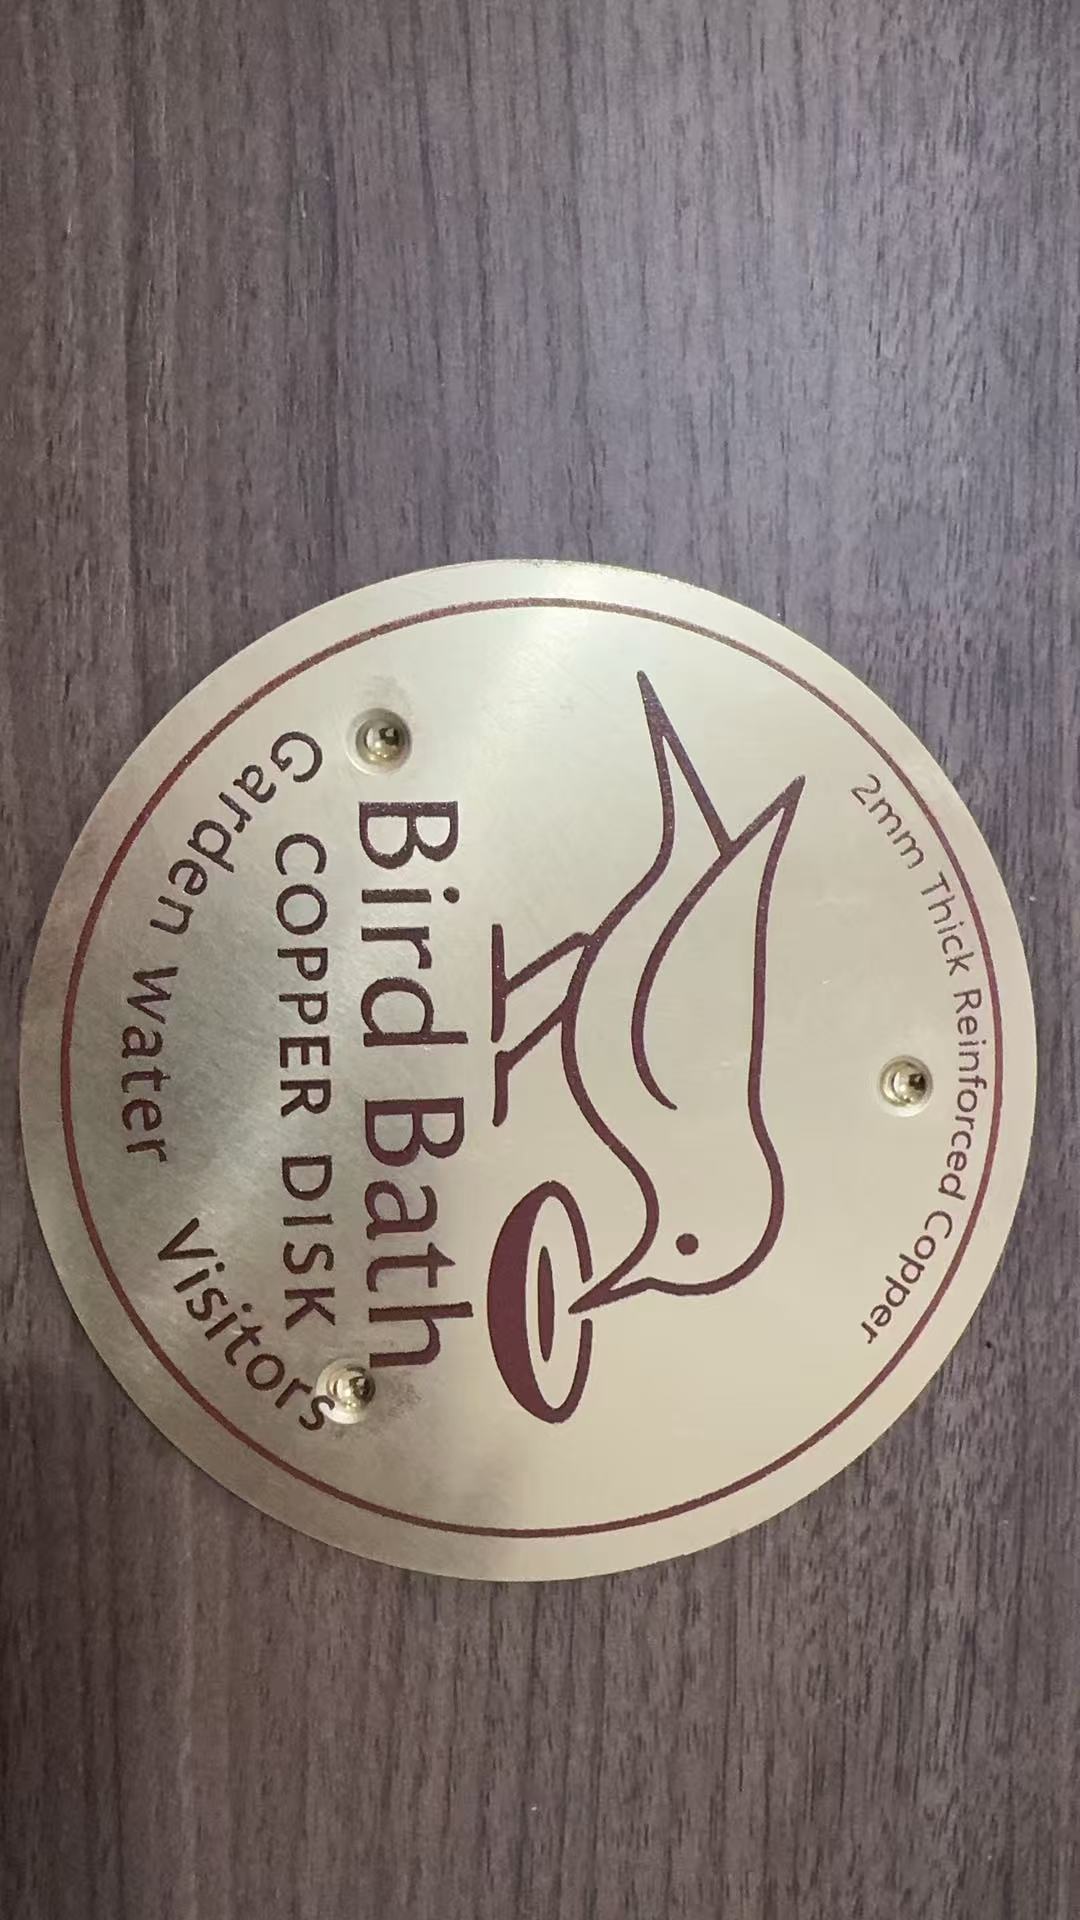 2mm Thick Reinforced Copper
Bird Bath
COPPER DISK
Garden Water Visitors